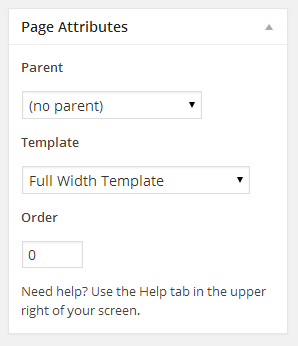 Page Attributes
Parent
(no parent)
Template
Full Width Template
Order
0
Need help? Use the Help tab in the upper
right of your screen.